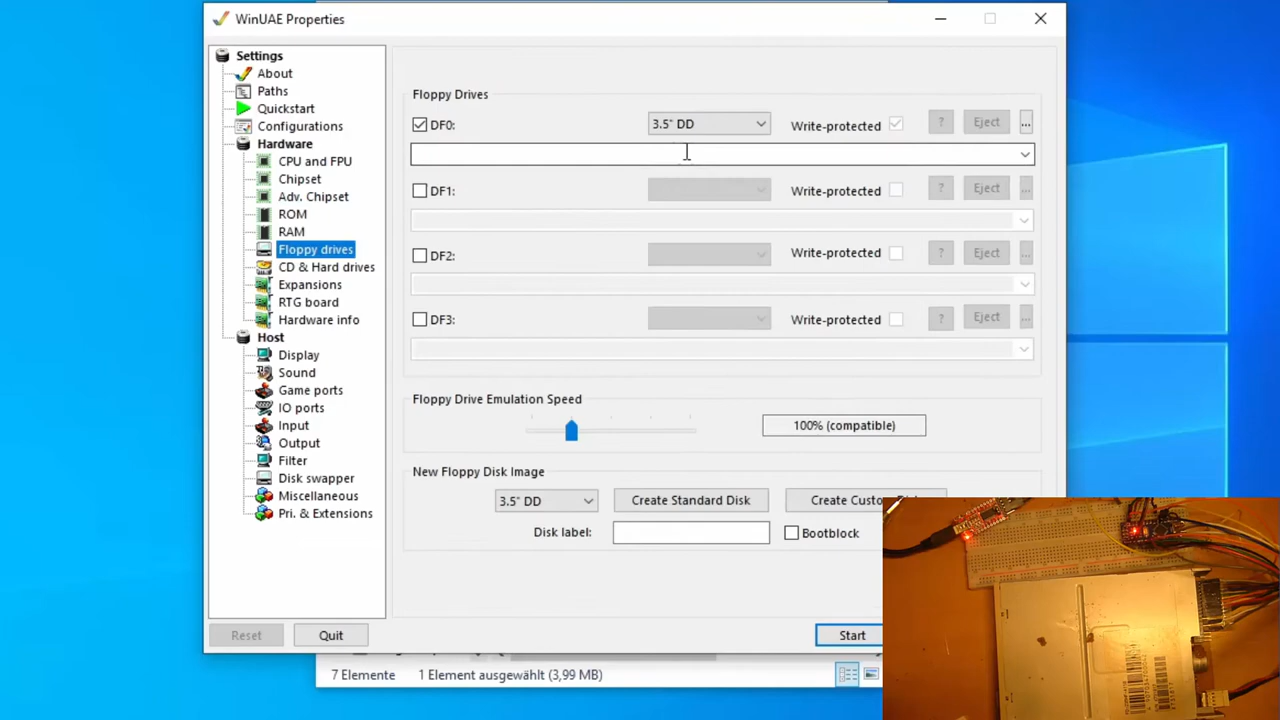 WinUAE Properties
Settings
About
Paths
Quickstart
Configurations
Hardware
CPU and FPU
Chipset
Adv. Chipset
ROM
RAM
Floppy drives
CD & Hard drives
Expansions
RTG board
Hardware info
Host
Display
Sound
Game ports
IO ports
Input
Output
Filter
Disk swapper
Miscellaneous
Pri. & Extensions
Reset
Quit
Floppy Drives
DF0: 3.5" DD Write-protected ? Eject ...
DF1: Write-protected ? Eject ...
DF2: Write-protected ? Eject ...
DF3: Write-protected ? Eject ...
Floppy Drive Emulation Speed
100% (compatible)
New Floppy Disk Image
3.5" DD Create Standard Disk Create
Disk label: Bootblock
Start
7 Elemente 1 Element ausgewählt (3,99 MB)